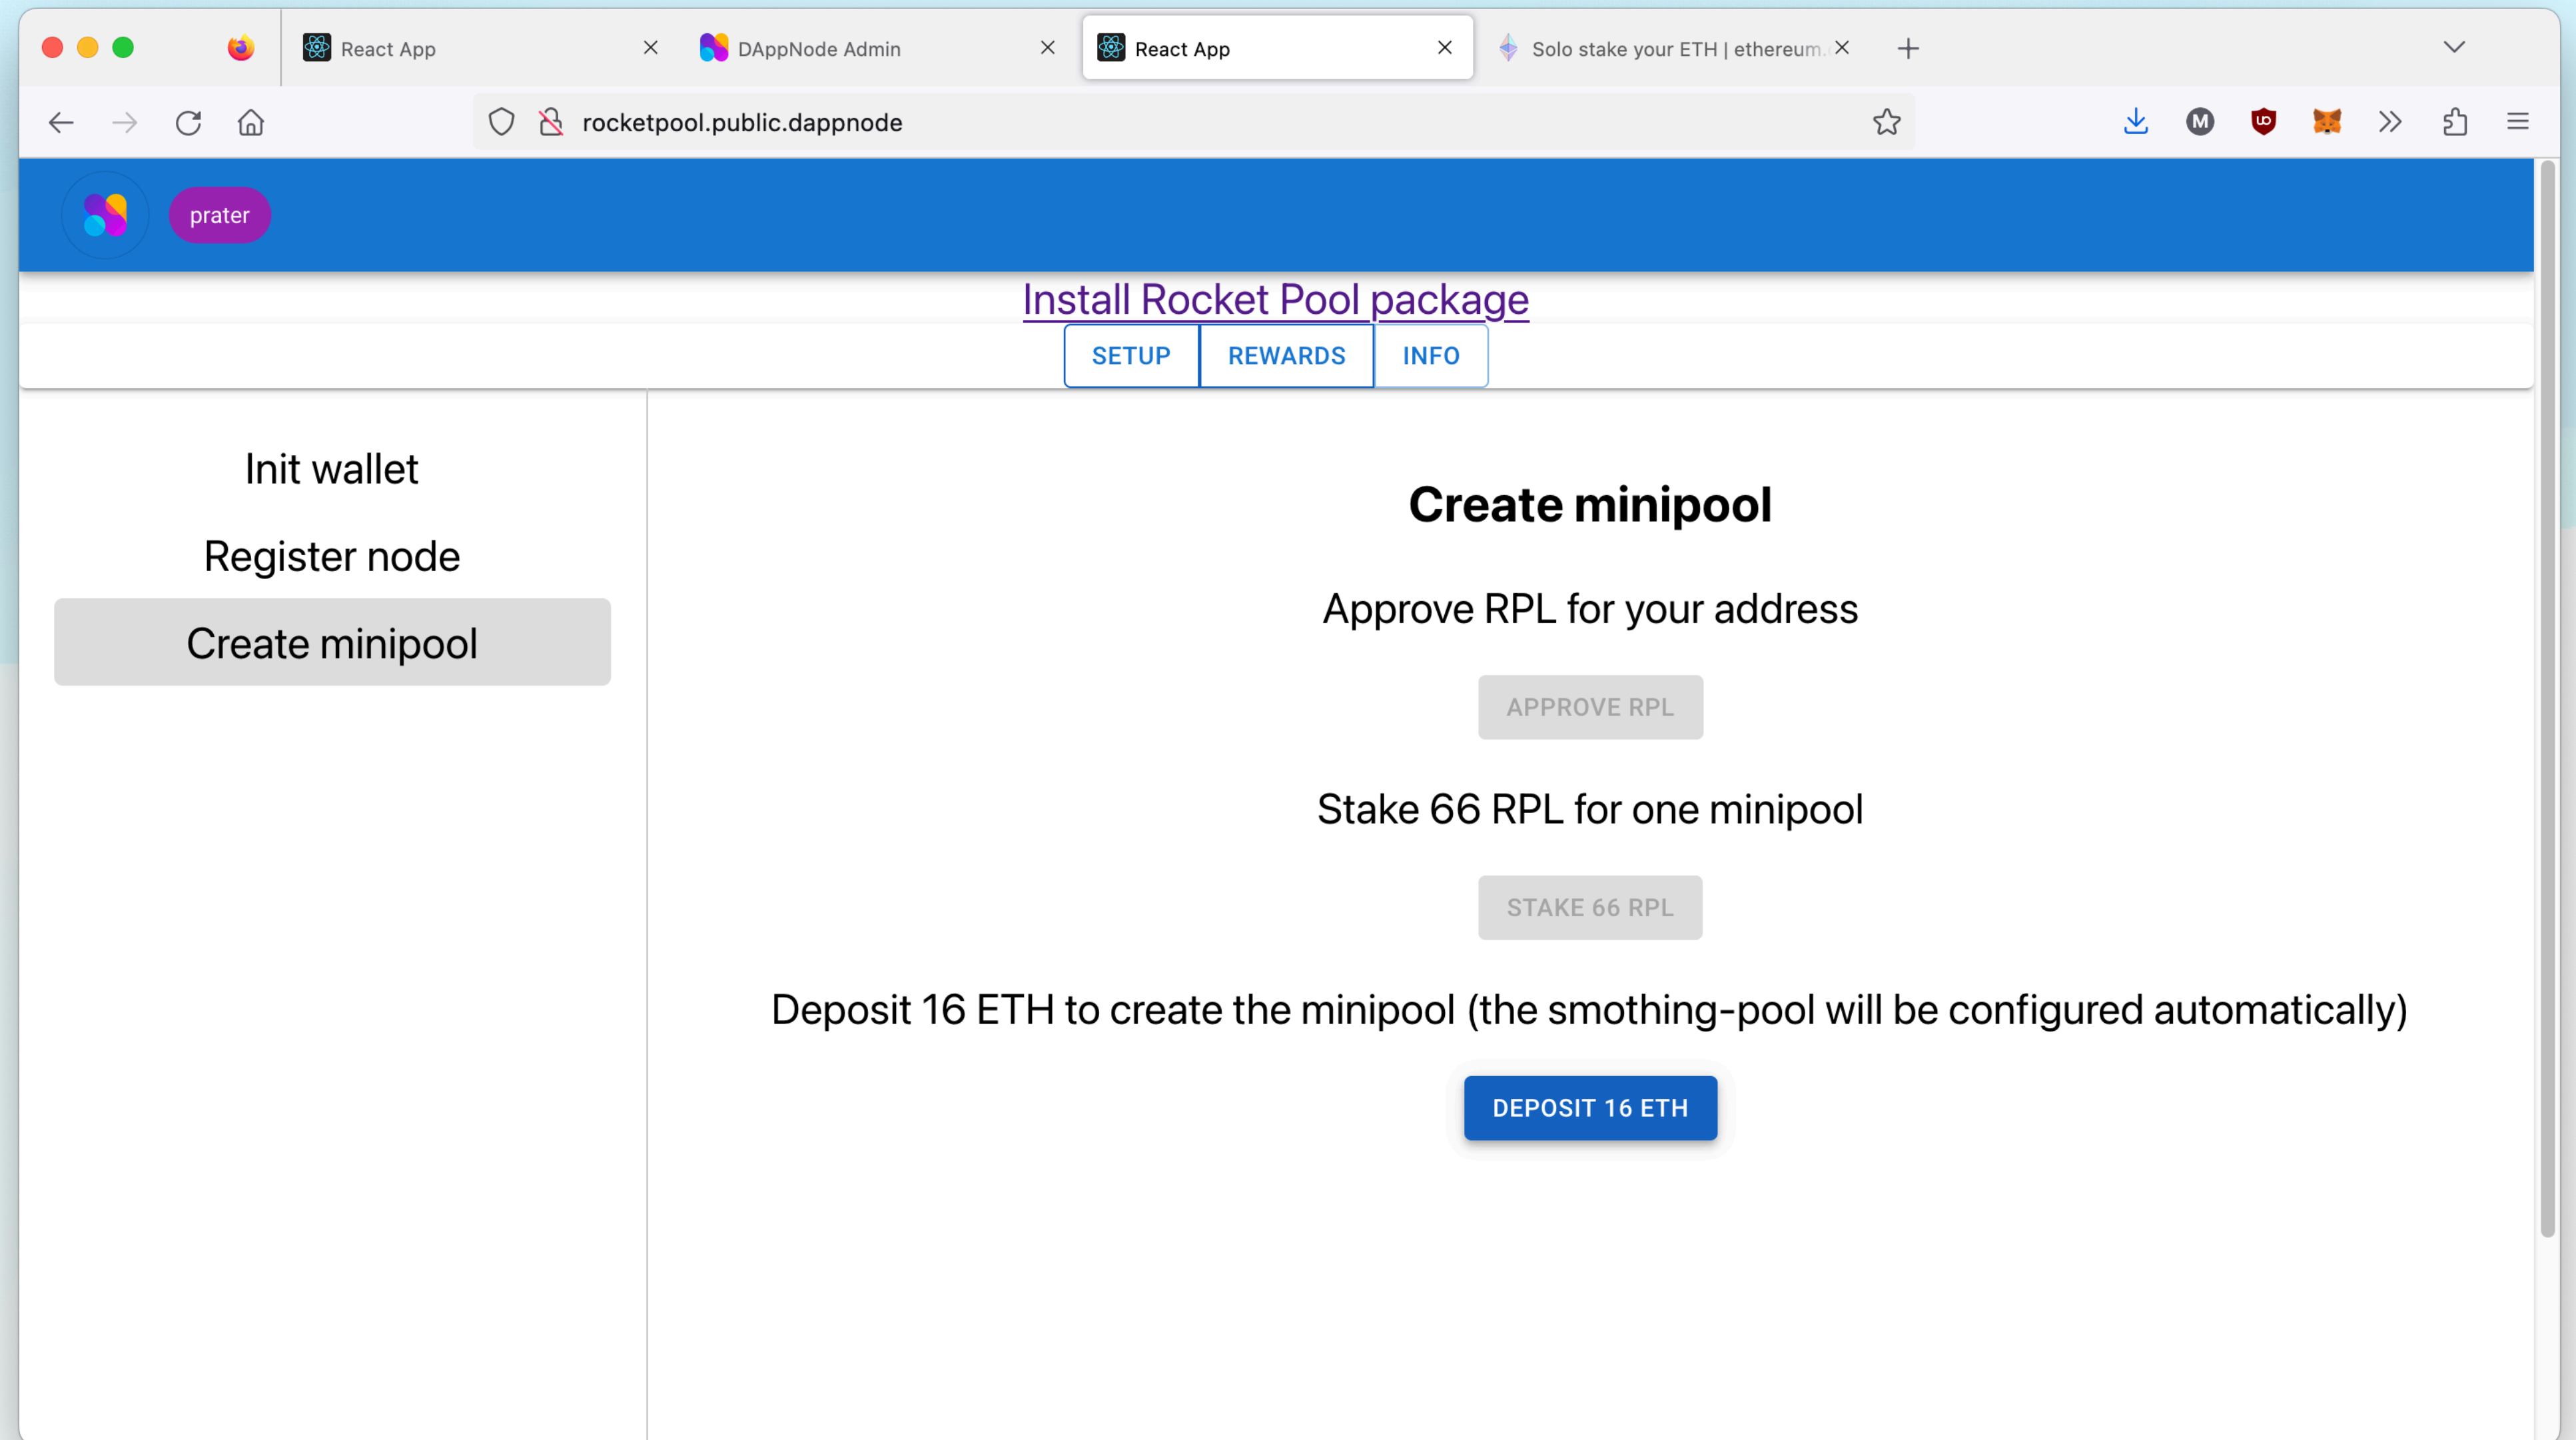 React App
DAppNode Admin
React App
Solo stake your ETH | ethereum.
rocketpool.public.dappnode
M
prater
Install Rocket Pool package
SETUP
REWARDS
INFO
Init wallet
Register node
Create minipool
Create minipool
Approve RPL for your address
APPROVE RPL
Stake 66 RPL for one minipool
STAKE 66 RPL
Deposit 16 ETH to create the minipool (the smothing-pool will be configured automatically)
DEPOSIT 16 ETH